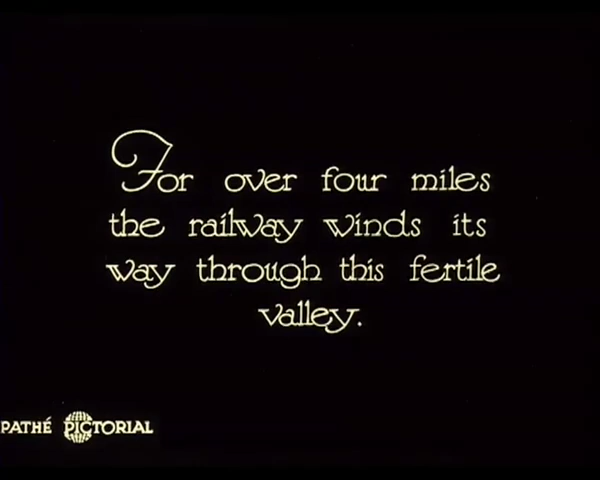 For over four miles
the railway winds its
way through this fertile
valley.
PATHÉ PICTORIAL